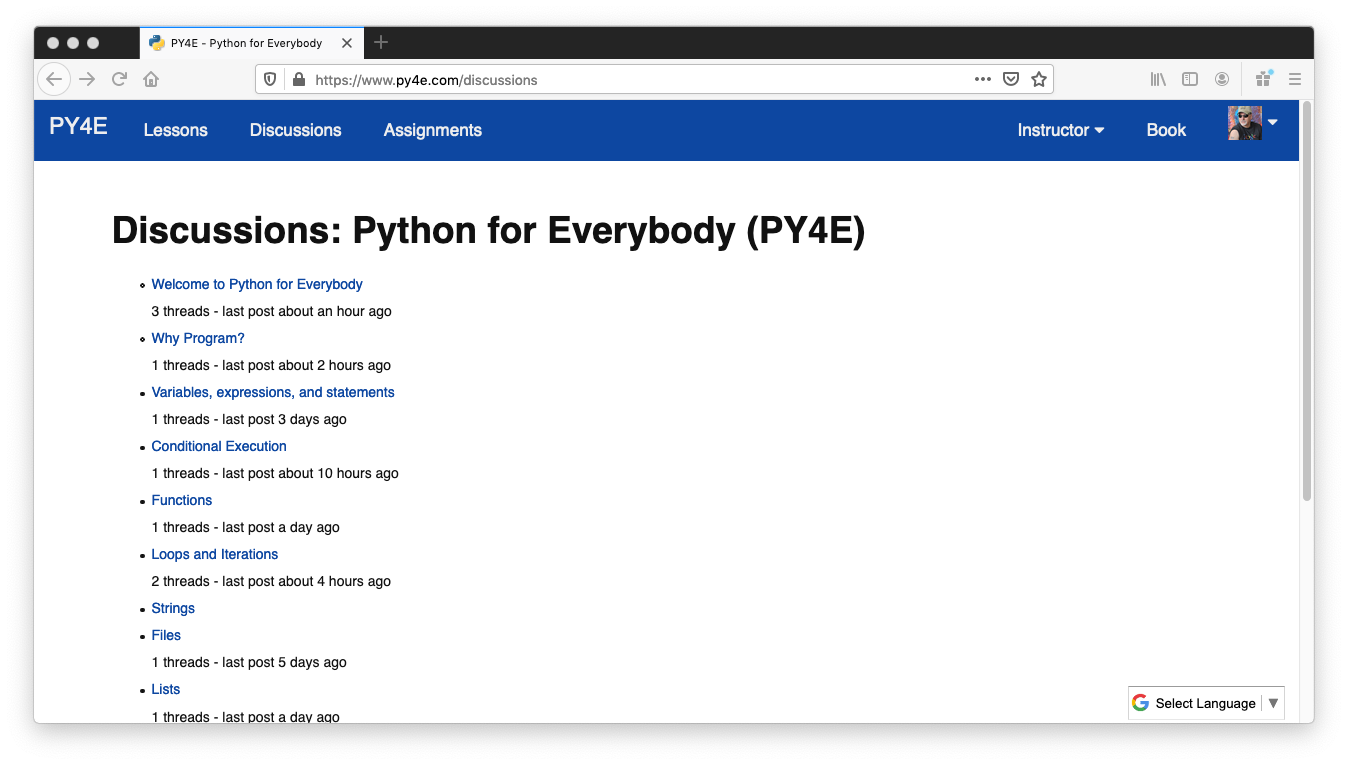 PY4E - Python for Everybody
https://www.py4e.com/discussions
PY4E Lessons Discussions Assignments Instructor Book
Discussions: Python for Everybody (PY4E)
Welcome to Python for Everybody
3 threads - last post about an hour ago
Why Program?
1 threads - last post about 2 hours ago
Variables, expressions, and statements
1 threads - last post 3 days ago
Conditional Execution
1 threads - last post about 10 hours ago
Functions
1 threads - last post a day ago
Loops and Iterations
2 threads - last post about 4 hours ago
Strings
Files
1 threads - last post 5 days ago
Lists
1 threads - last post a day ago
Select Language